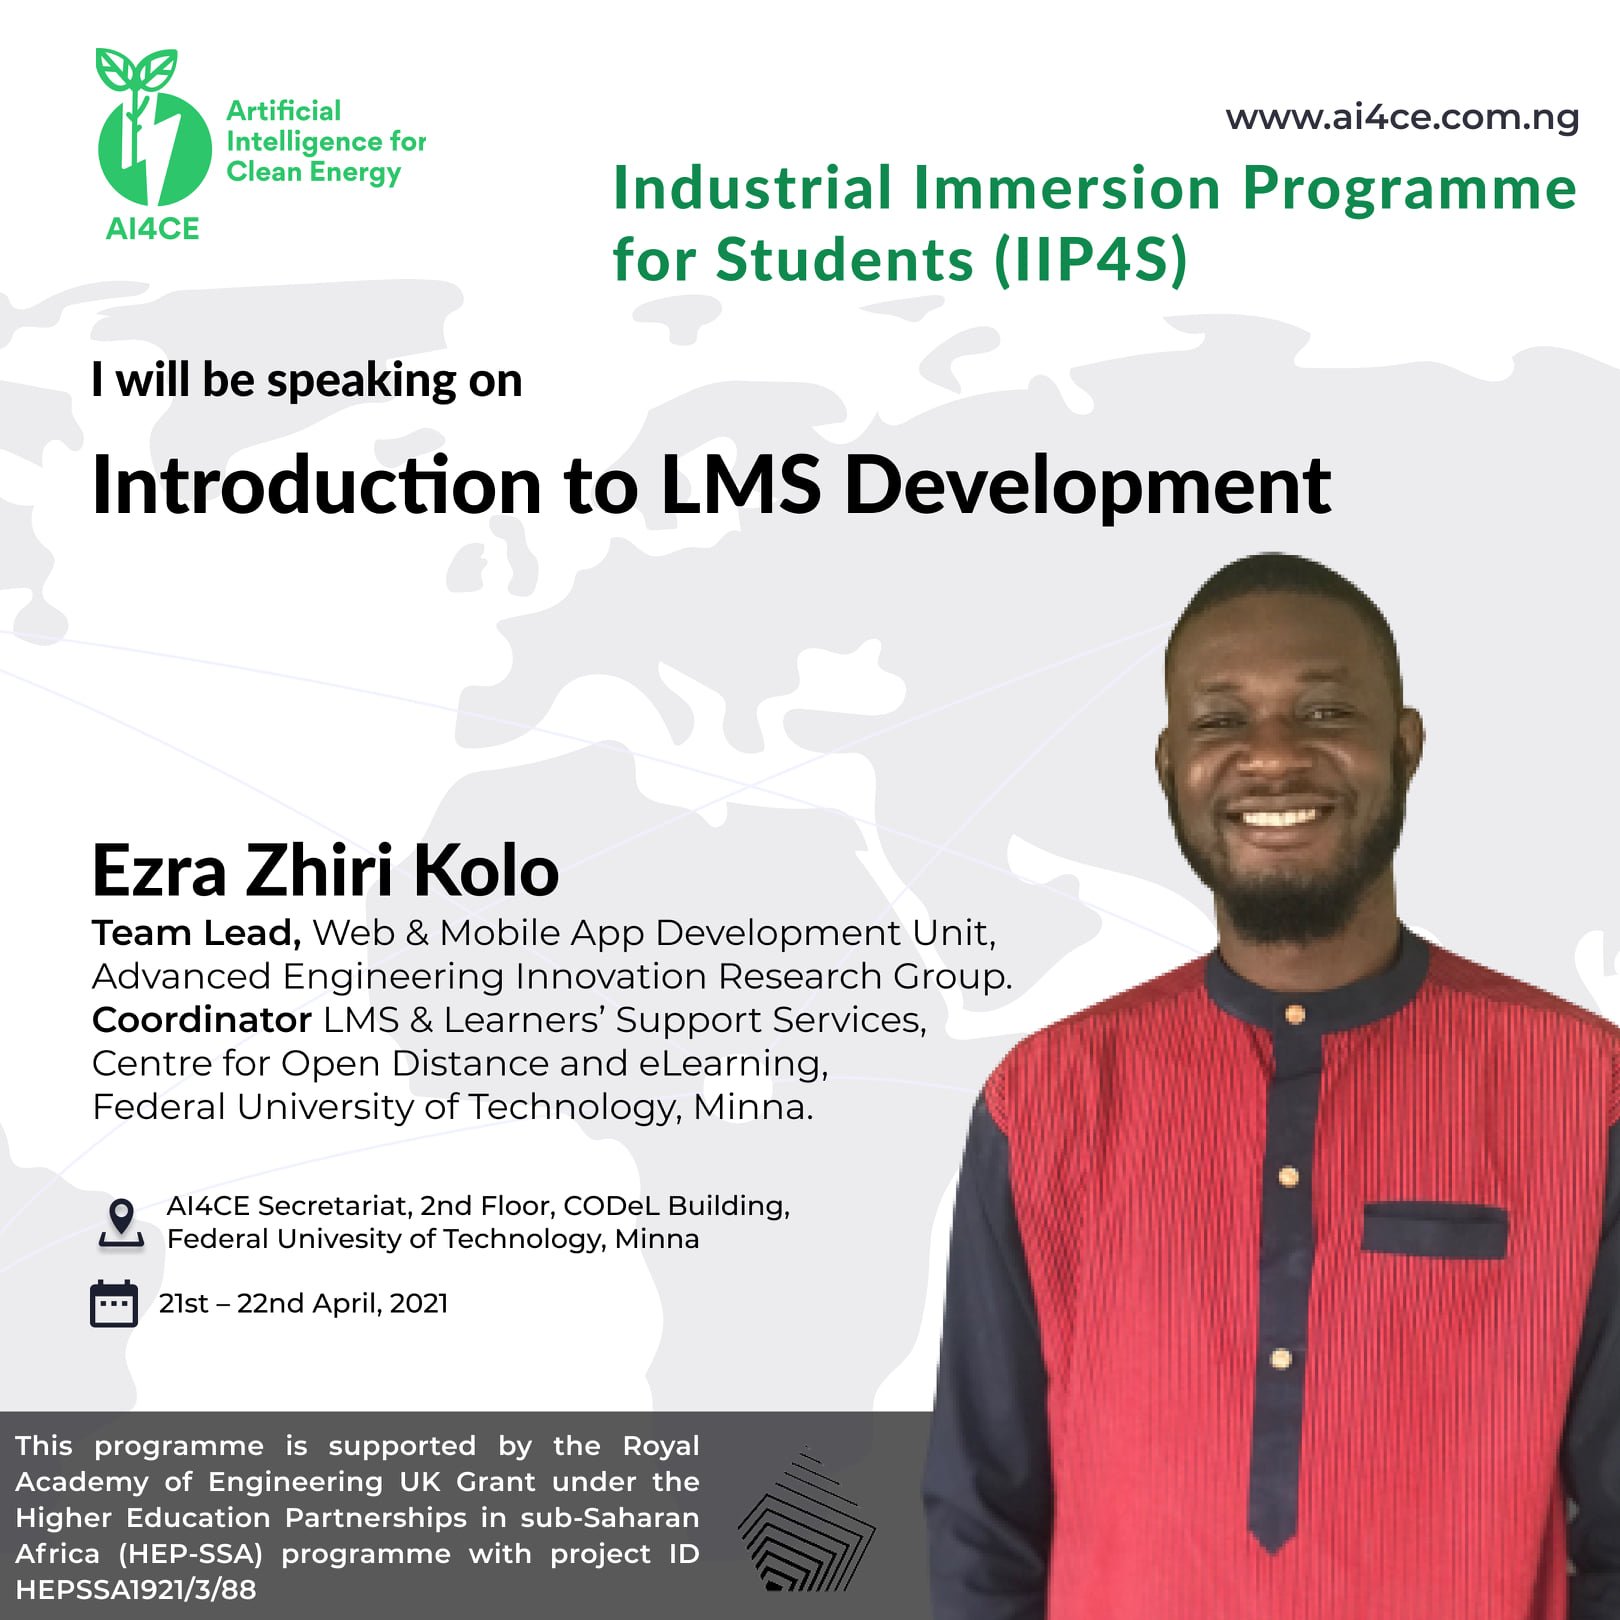 Artificial
Intelligence for
Clean Energy
AI4CE
www.ai4ce.com.ng
Industrial Immersion Programme
for Students (IIP4S)
I will be speaking on
Introduction to LMS Development
Ezra Zhiri Kolo
Team Lead, Web & Mobile App Development Unit,
Advanced Engineering Innovation Research Group.
Coordinator LMS & Learners’ Support Services,
Centre for Open Distance and eLearning,
Federal University of Technology, Minna.
AI4CE Secretariat, 2nd Floor, CODeL Building,
Federal Univesity of Technology, Minna
21st – 22nd April, 2021
This programme is supported by the Royal
Academy of Engineering UK Grant under the
Higher Education Partnerships in sub-Saharan
Africa (HEP-SSA) programme with project ID
HEPSSA1921/3/88